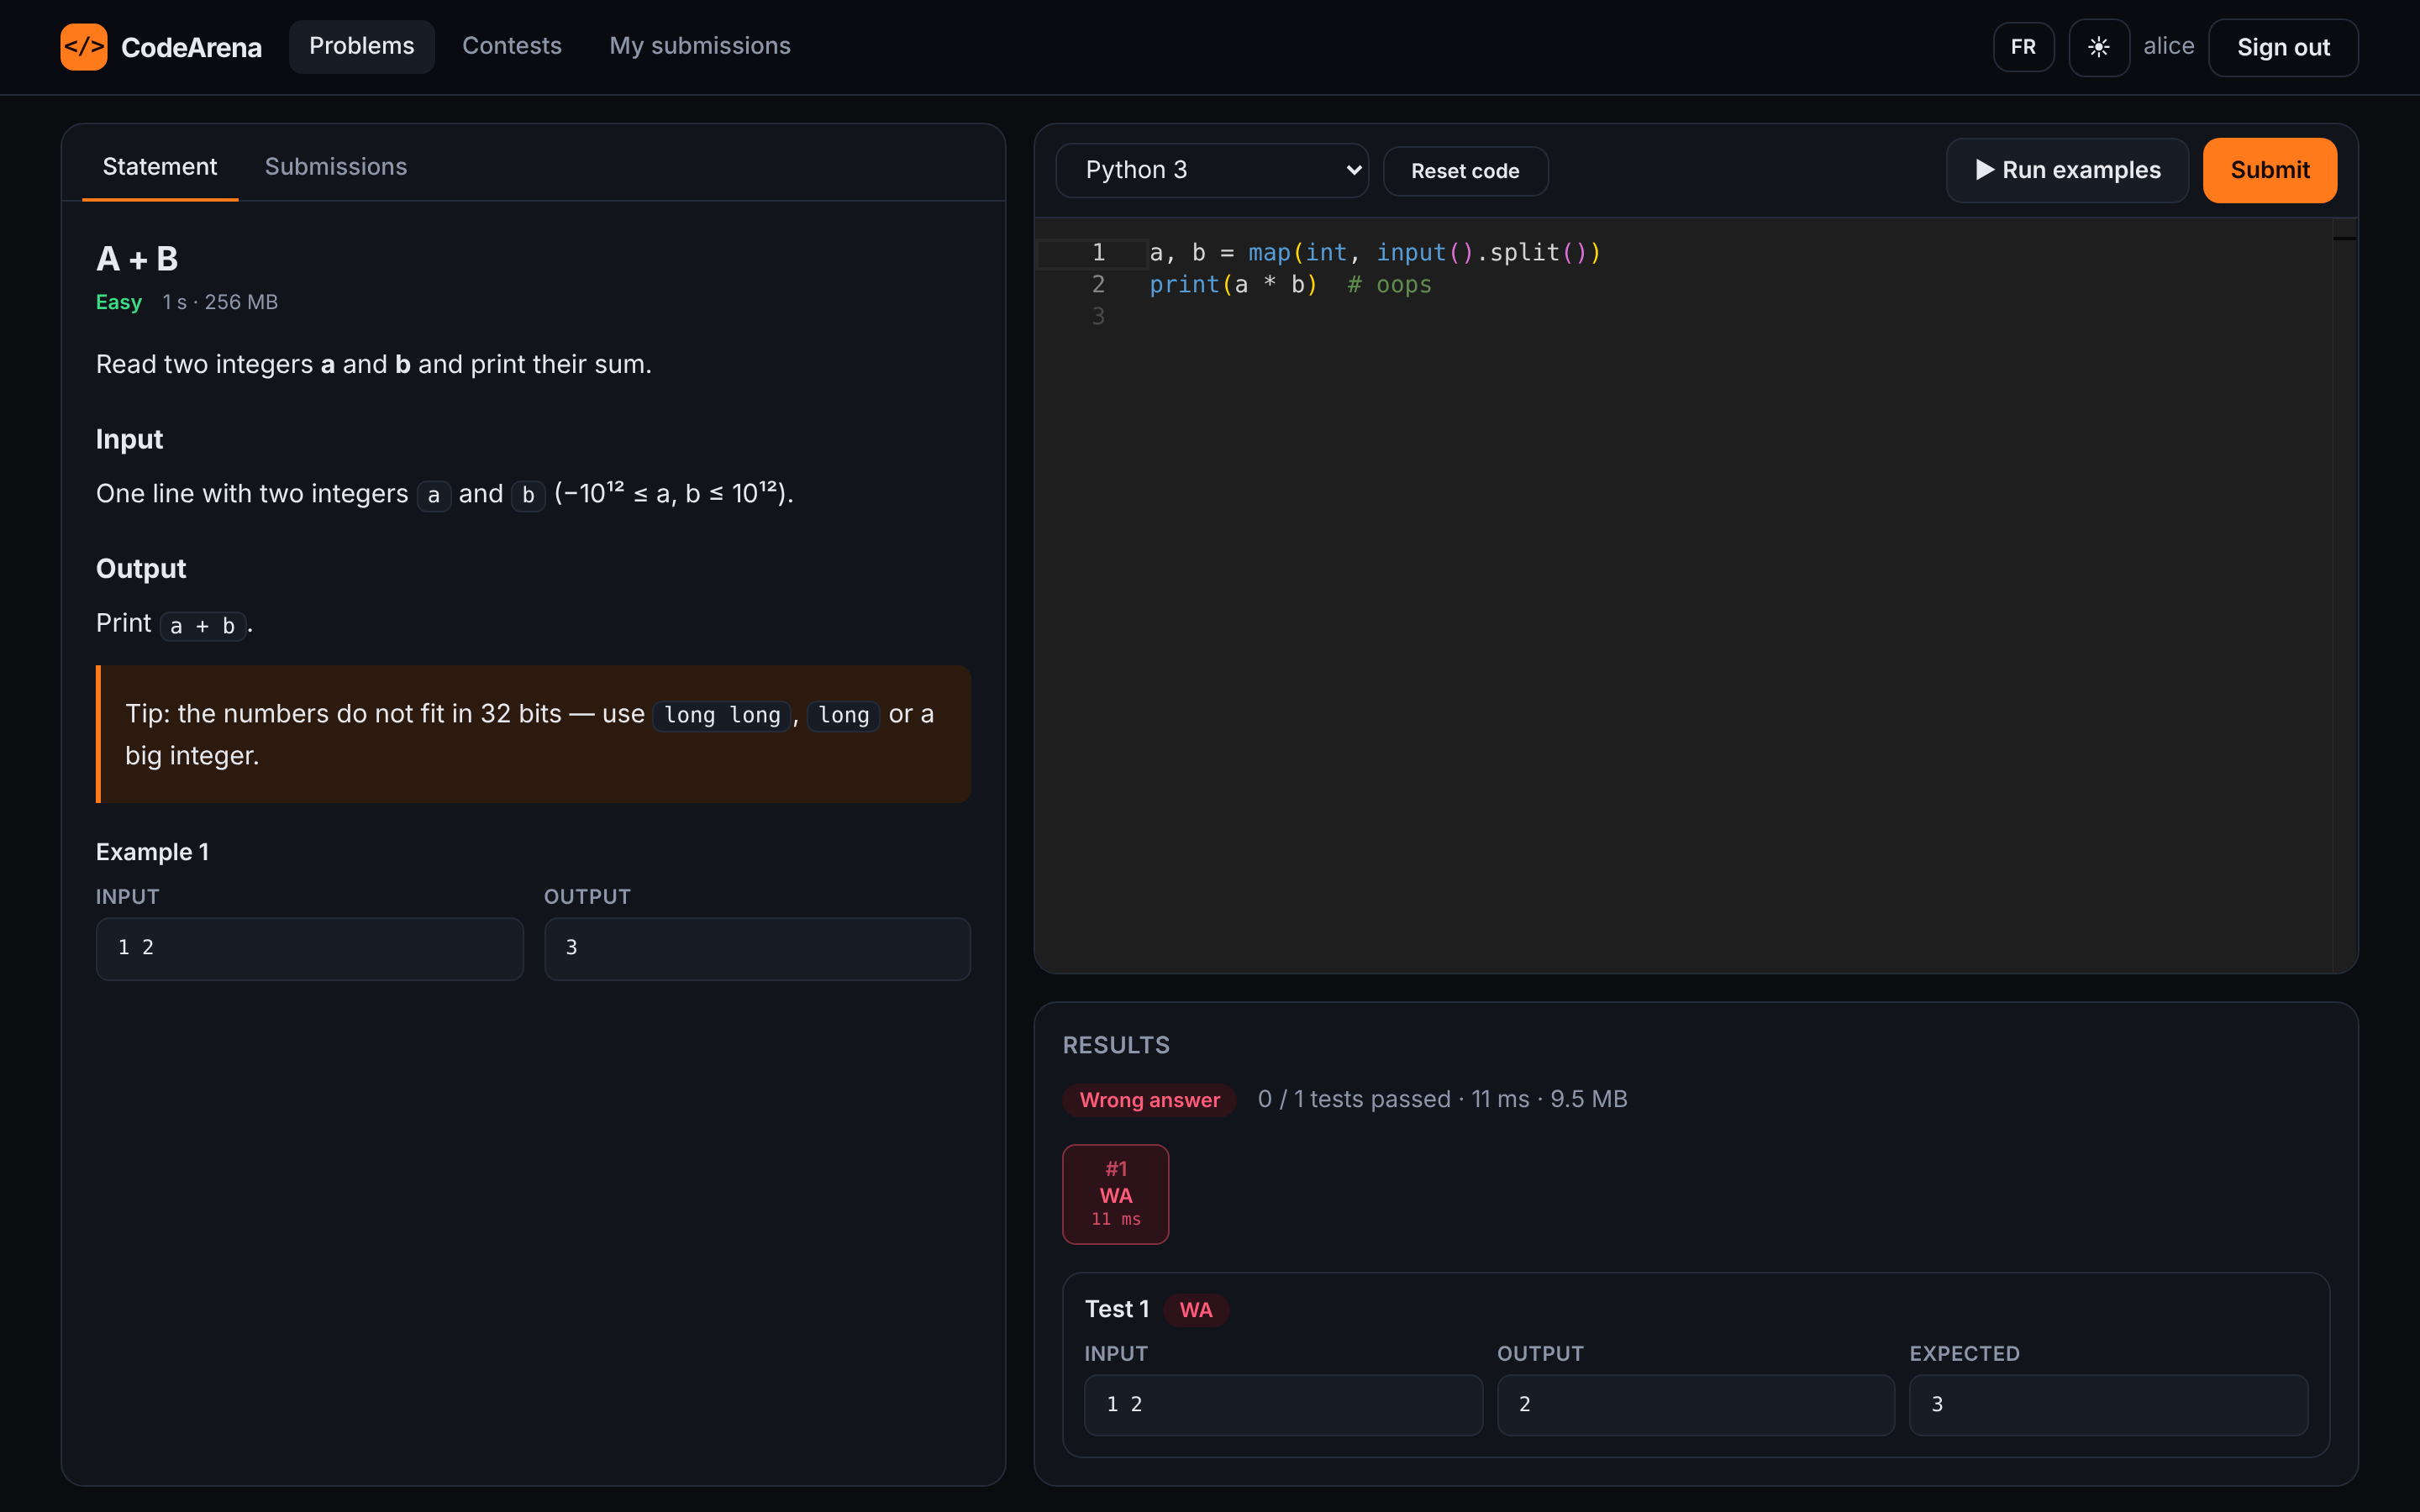 </> CodeArena Problems Contests My submissions FR alice Sign out
Statement Submissions
A + B
Easy 1 s · 256 MB
Read two integers a and b and print their sum.
Input
One line with two integers a and b (−10¹² ≤ a, b ≤ 10¹²).
Output
Print a + b.
Tip: the numbers do not fit in 32 bits — use long long, long or a
big integer.
Example 1
INPUT OUTPUT
1 2 3
Python 3 Reset code ▶ Run examples Submit
1 a, b = map(int, input().split())
2 print(a * b)  # oops
3
RESULTS
Wrong answer 0 / 1 tests passed · 11 ms · 9.5 MB
#1
WA
11 ms
Test 1 WA
INPUT OUTPUT EXPECTED
1 2 2 3